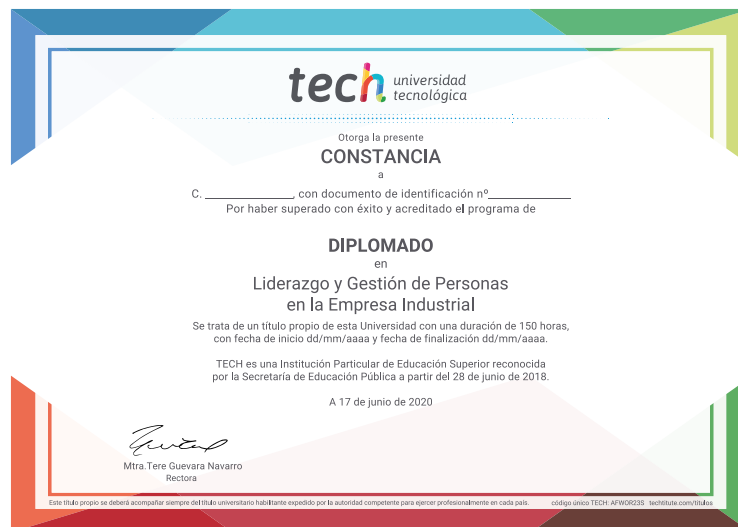 tech universidad
tecnológica
Otorga la presente
CONSTANCIA
a
C. ______________, con documento de identificación nº_____________
Por haber superado con éxito y acreditado el programa de
DIPLOMADO
en
Liderazgo y Gestión de Personas
en la Empresa Industrial
Se trata de un título propio de esta Universidad con una duración de 150 horas,
con fecha de inicio dd/mm/aaaa y fecha de finalización dd/mm/aaaa.
TECH es una Institución Particular de Educación Superior reconocida
por la Secretaría de Educación Pública a partir del 28 de junio de 2018.
A 17 de junio de 2020
Mtra.Tere Guevara Navarro
Rectora
Este título propio se deberá acompañar siempre del título universitario habilitante expedido por la autoridad competente para ejercer profesionalmente en cada país. código único TECH: AFWOR23S techtitute.com/títulos